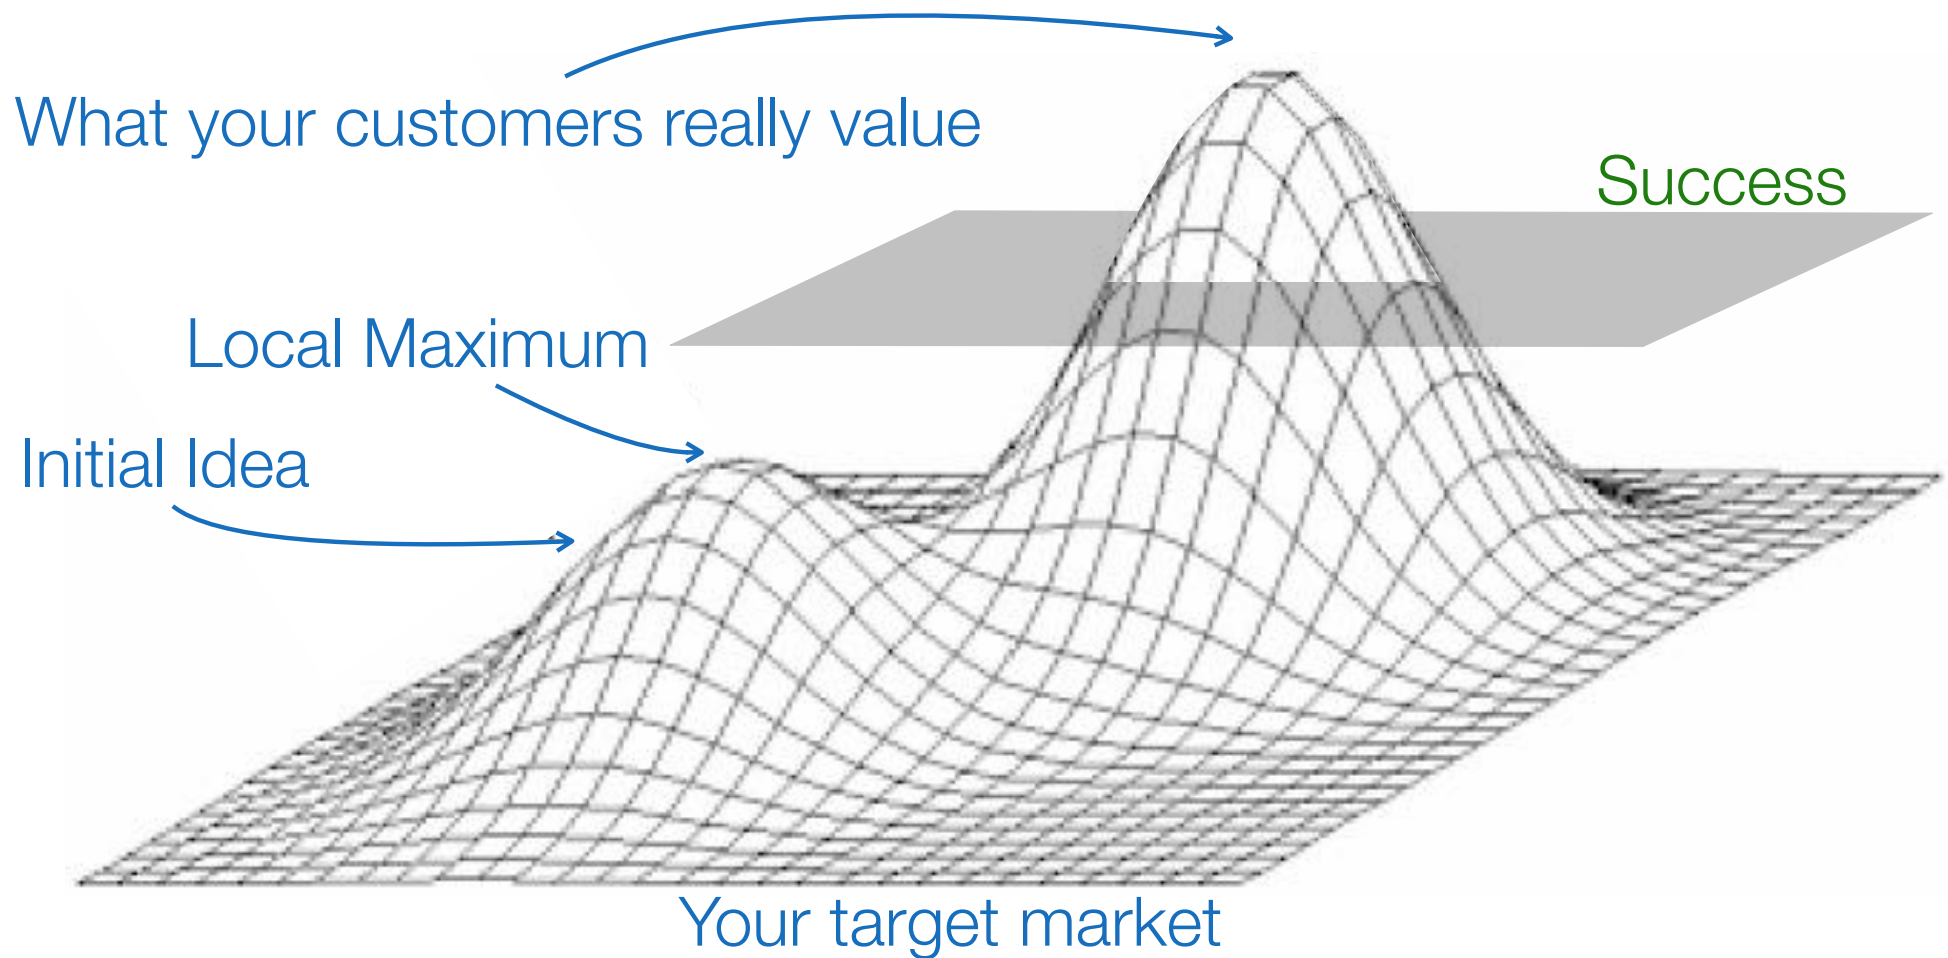 What your customers really value
Success
Local Maximum
Initial Idea
Your target market